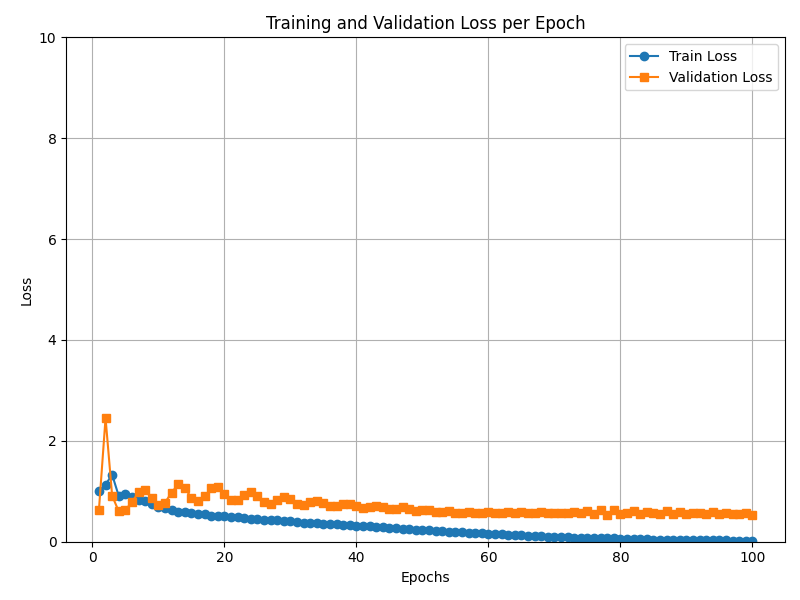 Training and Validation Loss per Epoch
Train Loss
Validation Loss
10
8
6
4
2
0
Loss
0 20 40 60 80 100
Epochs